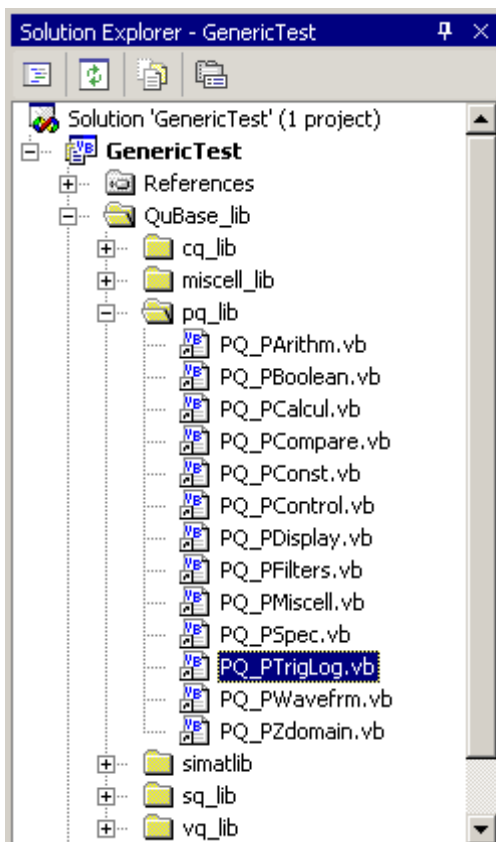 Solution Explorer - GenericTest
Solution 'GenericTest' (1 project)
GenericTest
References
QuBase_lib
cq_lib
miscell_lib
pq_lib
PQ_PArithm.vb
PQ_PBoolean.vb
PQ_PCalcul.vb
PQ_PCompare.vb
PQ_PConst.vb
PQ_PControl.vb
PQ_PDisplay.vb
PQ_PFilters.vb
PQ_PMiscell.vb
PQ_PSpec.vb
PQ_PTrigLog.vb
PQ_PWavefrm.vb
PQ_PZdomain.vb
simatlib
sq_lib
vq_lib